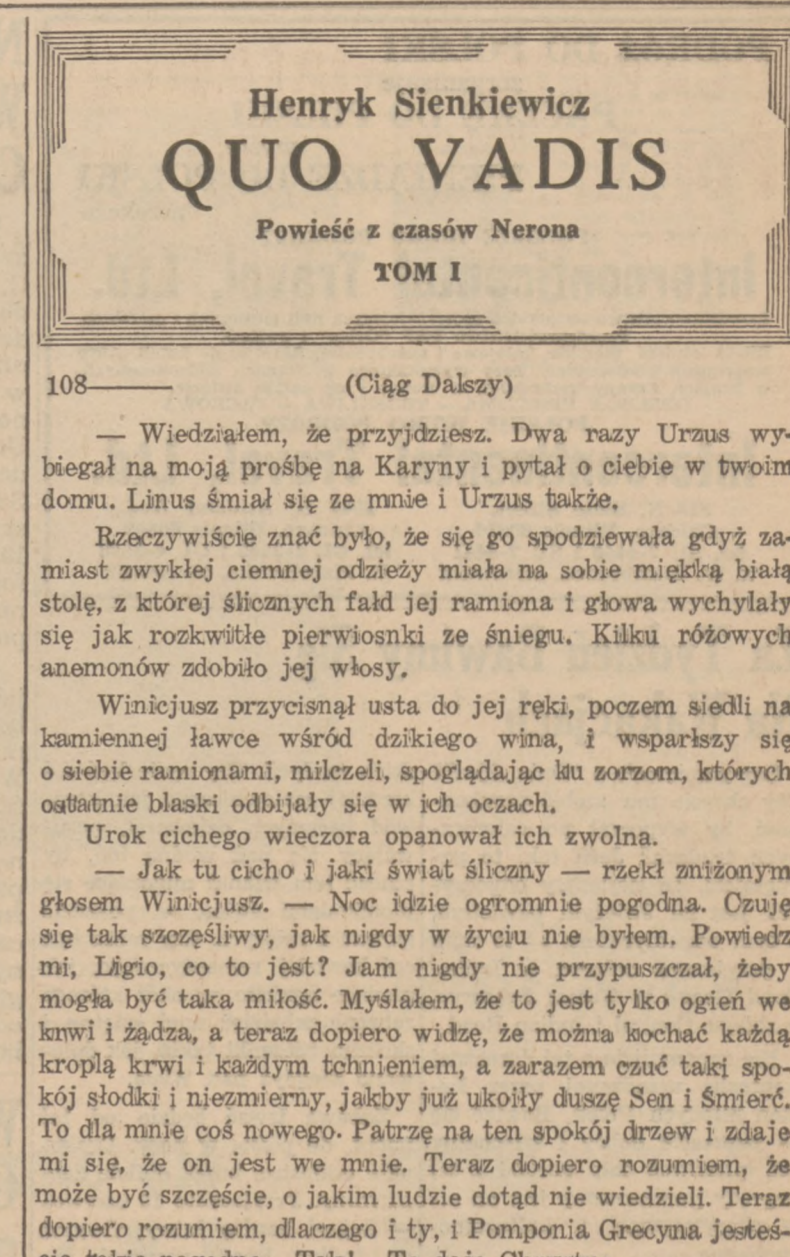 Henryk Sienkiewicz
QUO VADIS
Powieść z czasów Nerona
TOM I
108——— (Ciąg Dalszy)
— Wiedziałem, że przyjdziesz. Dwa razy Urzus wy-
biegał na moją prośbę na Karyny i pytał o ciebie w twoim
domu. Linus śmiał się ze mnie i Urzus także.
Rzeczywiście znać było, że się go spodziewała gdyż za-
miast zwykłej ciemnej odzieży miała na sobie miękką białą
stolę, z której ślicznych fałd jej ramiona i głowa wychylały
się jak rozkwitłe pierwiosnki ze śniegu. Kilku różowych
anemonów zdobiło jej włosy.
Winicjusz przycisnął usta do jej ręki, poczem siedli na
kamiennej ławce wśród dzikiego wina, i wsparłszy się
o siebie ramionami, milczeli, spoglądając ku zorzom, których
ostatnie blaski odbijały się w ich oczach.
Urok cichego wieczora opanował ich zwolna.
— Jak tu cicho i jaki świat śliczny — rzekł zniżonym
głosem Winicjusz. — Noc idzie ogromnie pogodna. Czuję
się tak szczęśliwy, jak nigdy w życiu nie byłem. Powiedz
mi, Ligio, co to jest? Jam nigdy nie przypuszczał, żeby
mogła być taka miłość. Myślałem, że to jest tylko ogień we
krwi i żądza, a teraz dopiero widzę, że można kochać każdą
kroplą krwi i każdym tchnieniem, a zarazem czuć taki spo-
kój słodki i niezmierny, jakby już ukoiły duszę Sen i Śmierć.
To dla mnie coś nowego. Patrzę na ten spokój drzew i zdaje
mi się, że on jest we mnie. Teraz dopiero rozumiem, że
może być szczęście, o jakim ludzie dotąd nie wiedzieli. Teraz
dopiero rozumiem, dlaczego i ty, i Pomponia Grecyna jesteś-